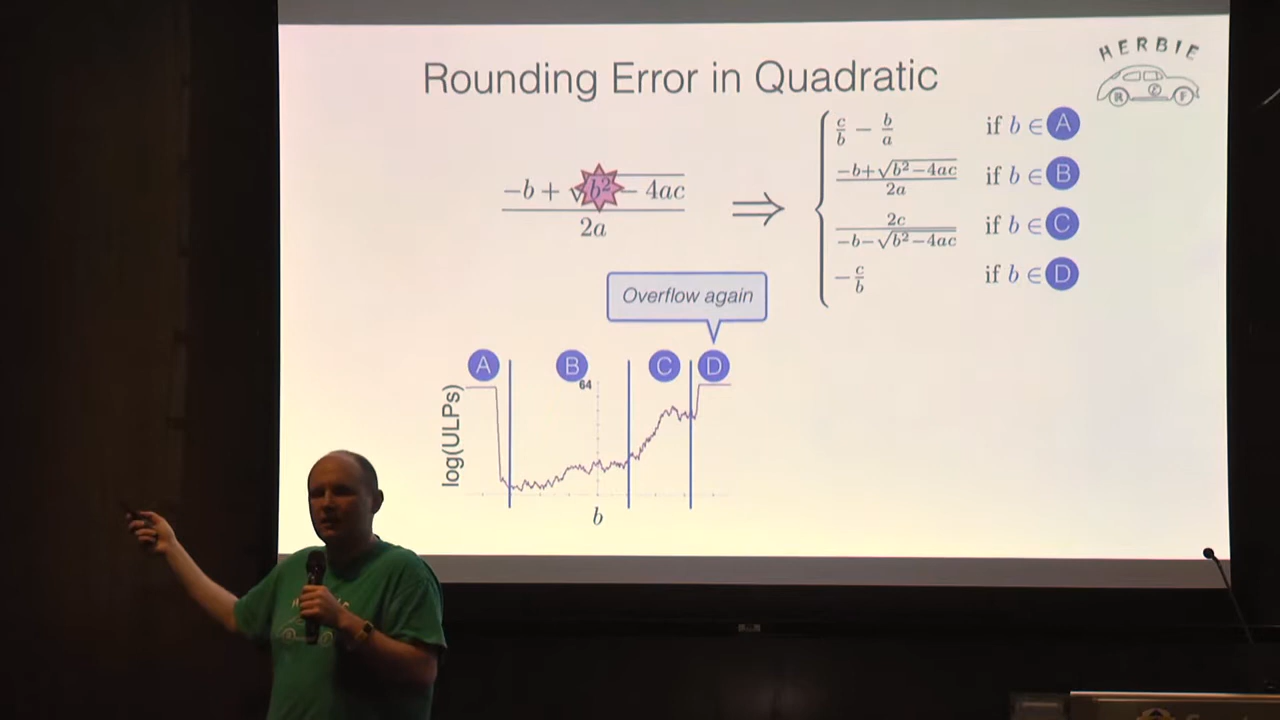 Rounding Error in Quadratic
HERBIE
R F
−b + √b² − 4ac
2a
⇒
c/b − b/a if b ∈ A
−b+√b²−4ac / 2a if b ∈ B
2c / −b−√b²−4ac if b ∈ C
−c/b if b ∈ D
Overflow again
A B C D
64
log(ULPs)
b